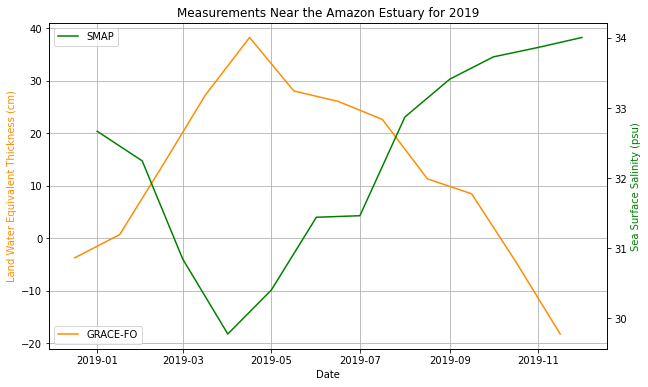 Measurements Near the Amazon Estuary for 2019
SMAP
GRACE-FO
Land Water Equivalent Thickness (cm)
40
30
20
10
0
−10
−20
34
33
32
31
30
Sea Surface Salinity (psu)
2019-01 2019-03 2019-05 2019-07 2019-09 2019-11
Date